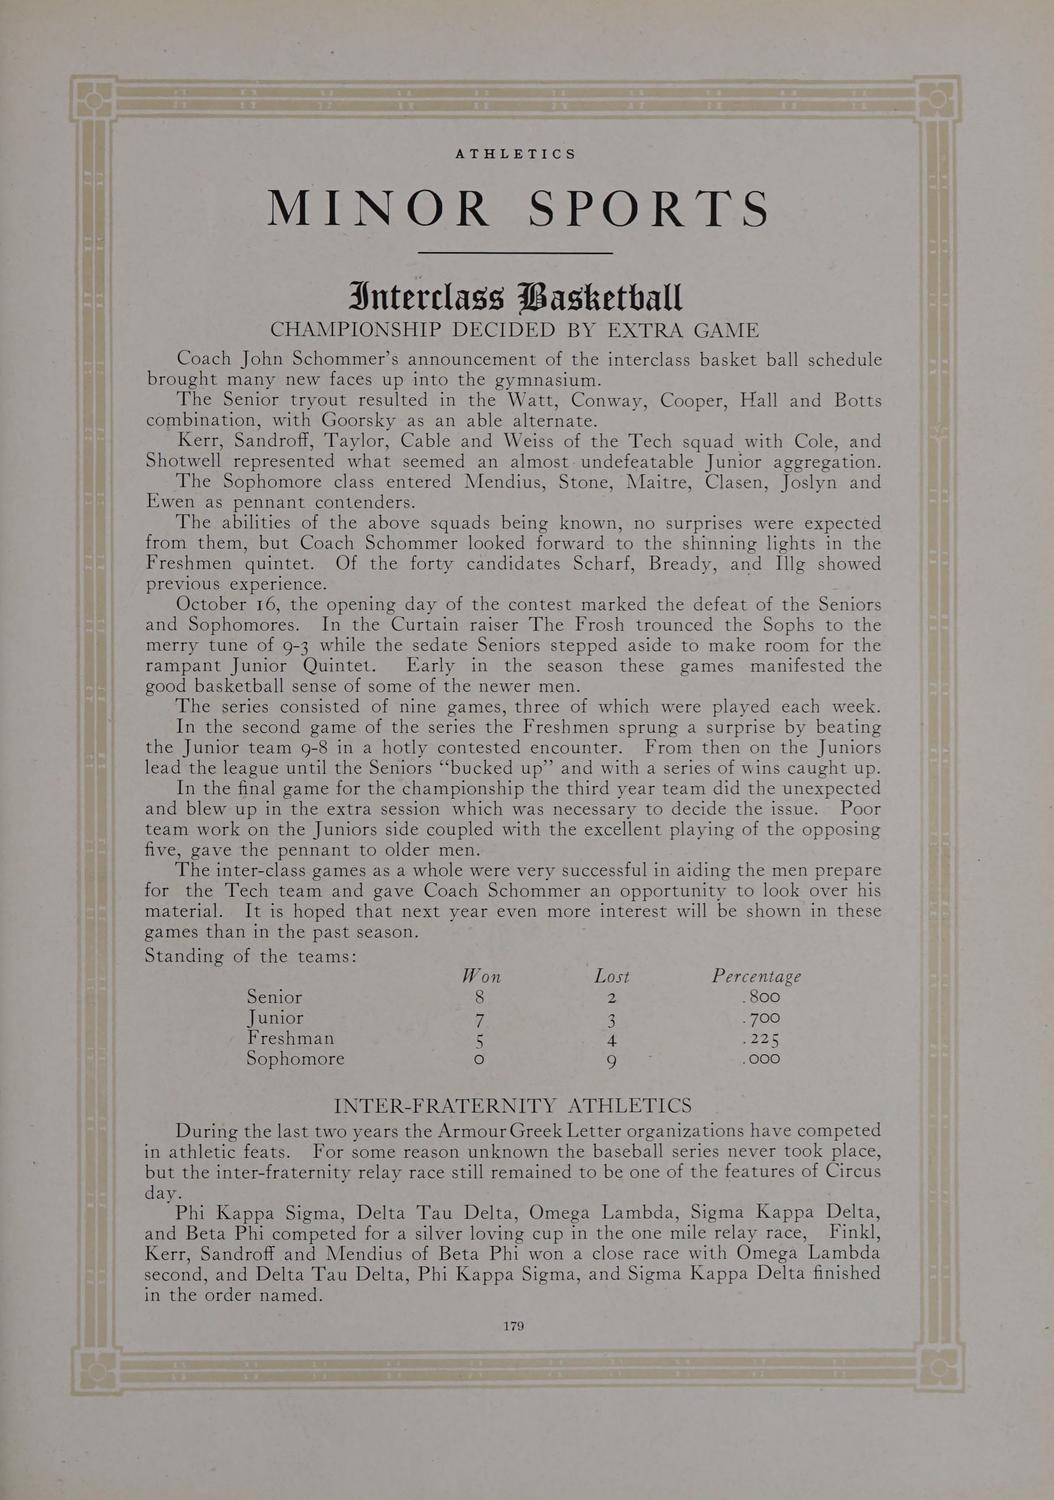 ATHLETICS
MINOR SPORTS
Interclass Basketball
CHAMPIONSHIP DECIDED BY EXTRA GAME
Coach John Schommer's announcement of the interclass basket ball schedule
brought many new faces up into the gymnasium.
The Senior tryout resulted in the Watt, Conway, Cooper, Hall and Botts
combination, with Goorsky as an able alternate.
Kerr, Sandroff, Taylor, Cable and Weiss of the Tech squad with Cole, and
Shotwell represented what seemed an almost undefeatable Junior aggregation.
The Sophomore class entered Mendius, Stone, Maitre, Clasen, Joslyn and
Ewen as pennant contenders.
The abilities of the above squads being known, no surprises were expected
from them, but Coach Schommer looked forward to the shinning lights in the
Freshmen quintet. Of the forty candidates Scharf, Bready, and Illg showed
previous experience.
October 16, the opening day of the contest marked the defeat of the Seniors
and Sophomores. In the Curtain raiser The Frosh trounced the Sophs to the
merry tune of 9-3 while the sedate Seniors stepped aside to make room for the
rampant Junior Quintet. Early in the season these games manifested the
good basketball sense of some of the newer men.
The series consisted of nine games, three of which were played each week.
In the second game of the series the Freshmen sprung a surprise by beating
the Junior team 9-8 in a hotly contested encounter. From then on the Juniors
lead the league until the Seniors "bucked up" and with a series of wins caught up.
In the final game for the championship the third year team did the unexpected
and blew up in the extra session which was necessary to decide the issue. Poor
team work on the Juniors side coupled with the excellent playing of the opposing
five, gave the pennant to older men.
The inter-class games as a whole were very successful in aiding the men prepare
for the Tech team and gave Coach Schommer an opportunity to look over his
material. It is hoped that next year even more interest will be shown in these
games than in the past season.
Standing of the teams:
Won Lost Percentage
Senior 8 2 .800
Junior 7 3 .700
Freshman 5 4 .225
Sophomore 0 9 .000
INTER-FRATERNITY ATHLETICS
During the last two years the Armour Greek Letter organizations have competed
in athletic feats. For some reason unknown the baseball series never took place,
but the inter-fraternity relay race still remained to be one of the features of Circus
day.
Phi Kappa Sigma, Delta Tau Delta, Omega Lambda, Sigma Kappa Delta,
and Beta Phi competed for a silver loving cup in the one mile relay race, Finkl,
Kerr, Sandroff and Mendius of Beta Phi won a close race with Omega Lambda
second, and Delta Tau Delta, Phi Kappa Sigma, and Sigma Kappa Delta finished
in the order named.
179